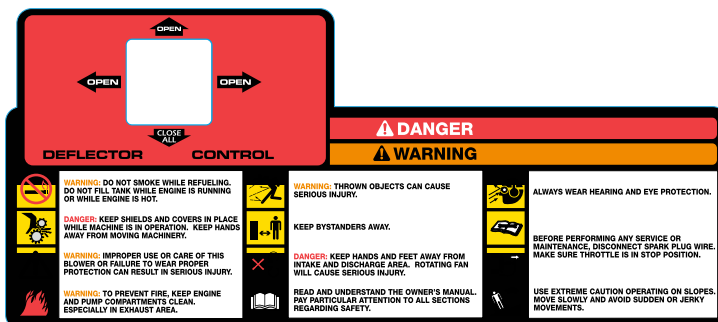 OPEN
OPEN
OPEN
CLOSE
ALL
DEFLECTOR CONTROL
DANGER
WARNING
WARNING: DO NOT SMOKE WHILE REFUELING.
DO NOT FILL TANK WHILE ENGINE IS RUNNING
OR WHILE ENGINE IS HOT.
DANGER: KEEP SHIELDS AND COVERS IN PLACE
WHILE MACHINE IS IN OPERATION. KEEP HANDS
AWAY FROM MOVING MACHINERY.
WARNING: IMPROPER USE OR CARE OF THIS
BLOWER OR FAILURE TO WEAR PROPER
PROTECTION CAN RESULT IN SERIOUS INJURY.
WARNING: TO PREVENT FIRE, KEEP ENGINE
AND PUMP COMPARTMENTS CLEAN.
ESPECIALLY IN EXHAUST AREA.
WARNING: THROWN OBJECTS CAN CAUSE
SERIOUS INJURY.
KEEP BYSTANDERS AWAY.
DANGER: KEEP HANDS AND FEET AWAY FROM
INTAKE AND DISCHARGE AREA. ROTATING FAN
WILL CAUSE SERIOUS INJURY.
READ AND UNDERSTAND THE OWNER'S MANUAL.
PAY PARTICULAR ATTENTION TO ALL SECTIONS
REGARDING SAFETY.
ALWAYS WEAR HEARING AND EYE PROTECTION.
BEFORE PERFORMING ANY SERVICE OR
MAINTENANCE, DISCONNECT SPARK PLUG WIRE.
MAKE SURE THROTTLE IS IN STOP POSITION.
USE EXTREME CAUTION OPERATING ON SLOPES.
MOVE SLOWLY AND AVOID SUDDEN OR JERKY
MOVEMENTS.